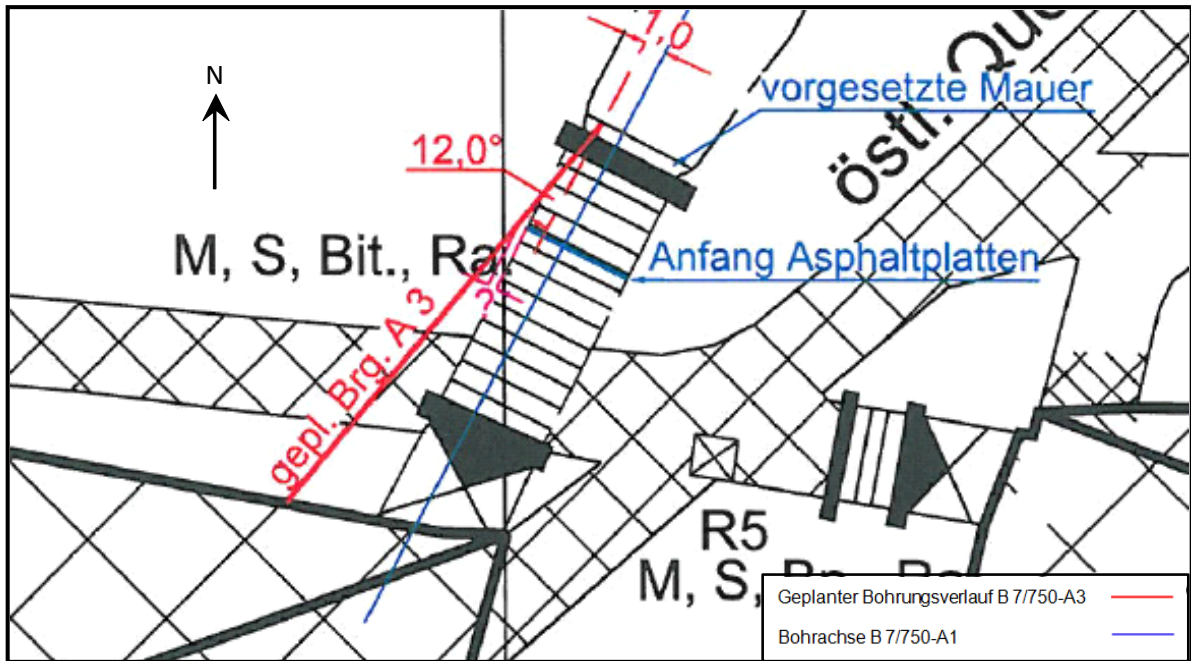 1,0
N
östl. Que
vorgesetzte Mauer
12,0°
M, S, Bit., Ra
Anfang Asphaltplatten
gepl. Brg. A 3
R5
M, S,
Geplanter Bohrungsverlauf B 7/750-A3
Bohrachse B 7/750-A1